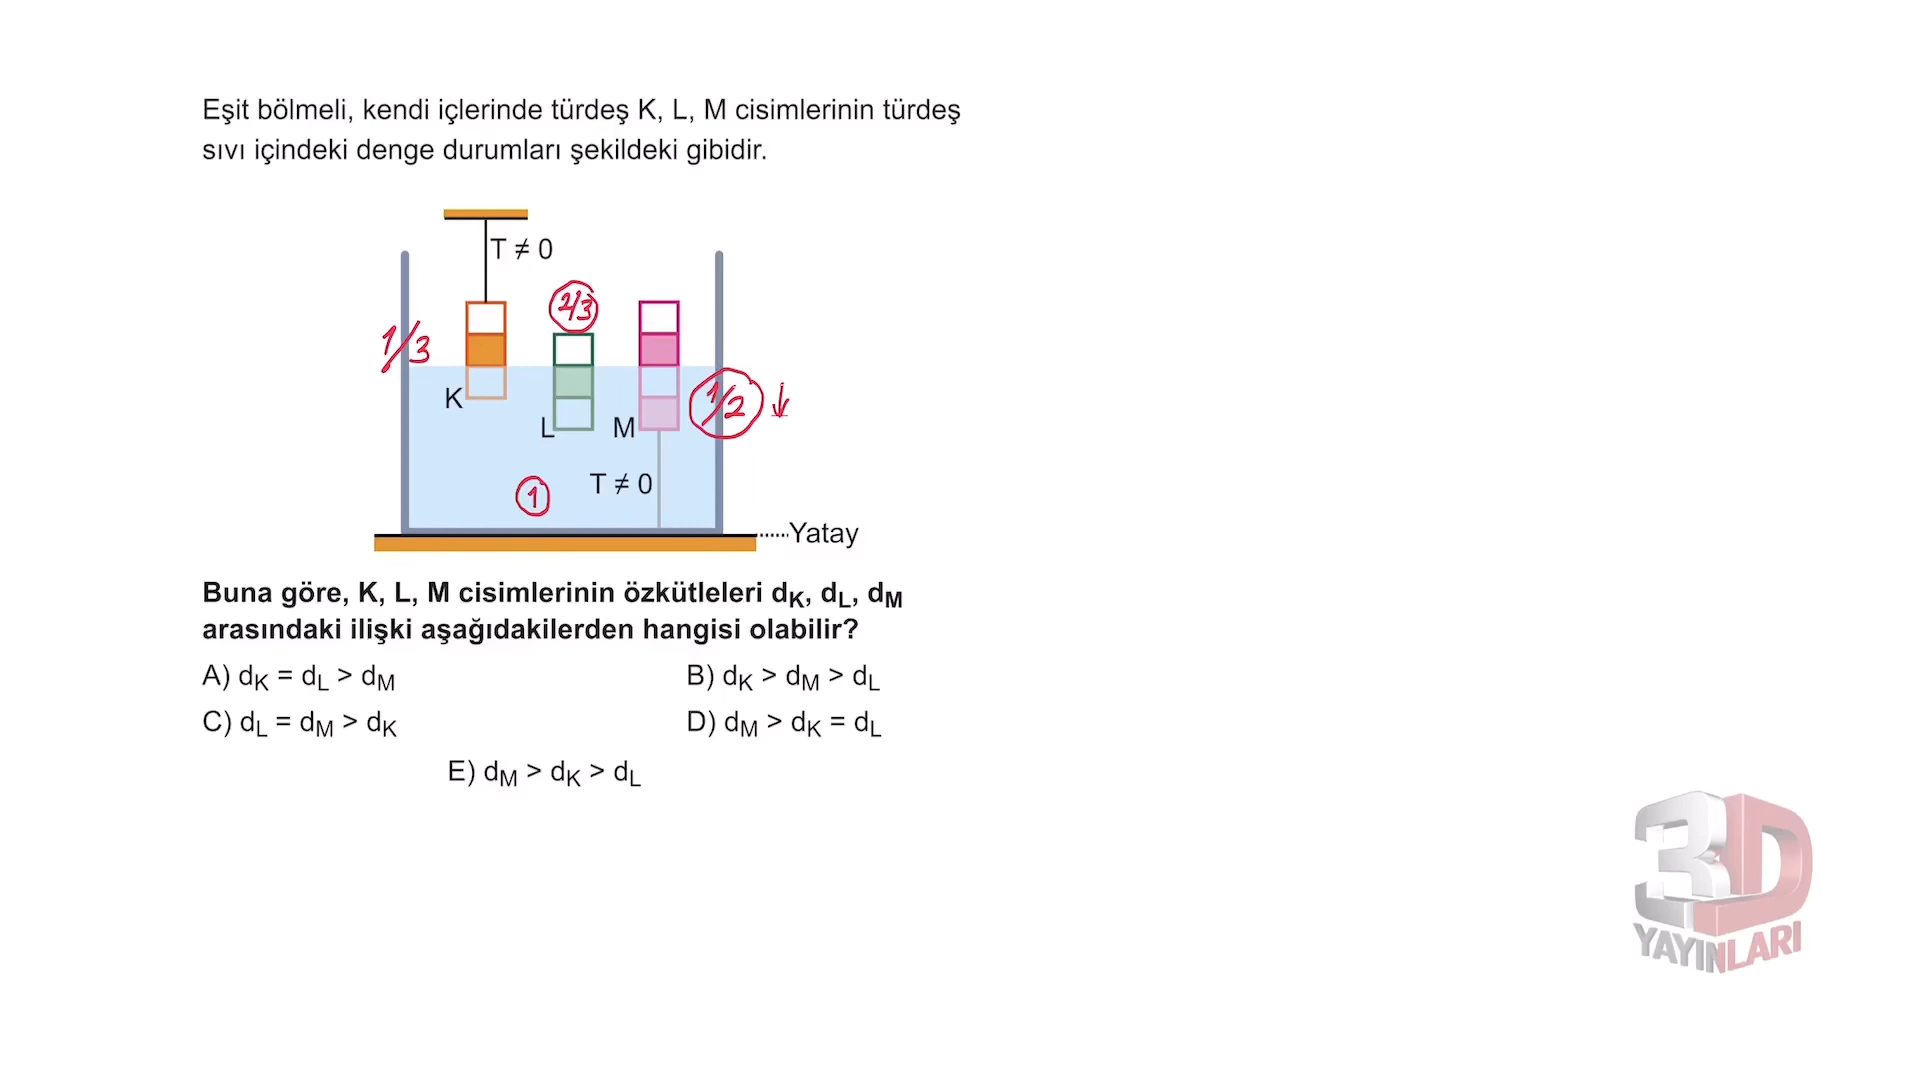 Eşit bölmeli, kendi içlerinde türdeş K, L, M cisimlerinin türdeş
sıvı içindeki denge durumları şekildeki gibidir.
T ≠ 0
2/3
1/3
K
L
M
1/2
T ≠ 0
1
Yatay
Buna göre, K, L, M cisimlerinin özkütleleri dK, dL, dM
arasındaki ilişki aşağıdakilerden hangisi olabilir?
A) dK = dL > dM
B) dK > dM > dL
C) dL = dM > dK
D) dM > dK = dL
E) dM > dK > dL
3D
YAYINLARI